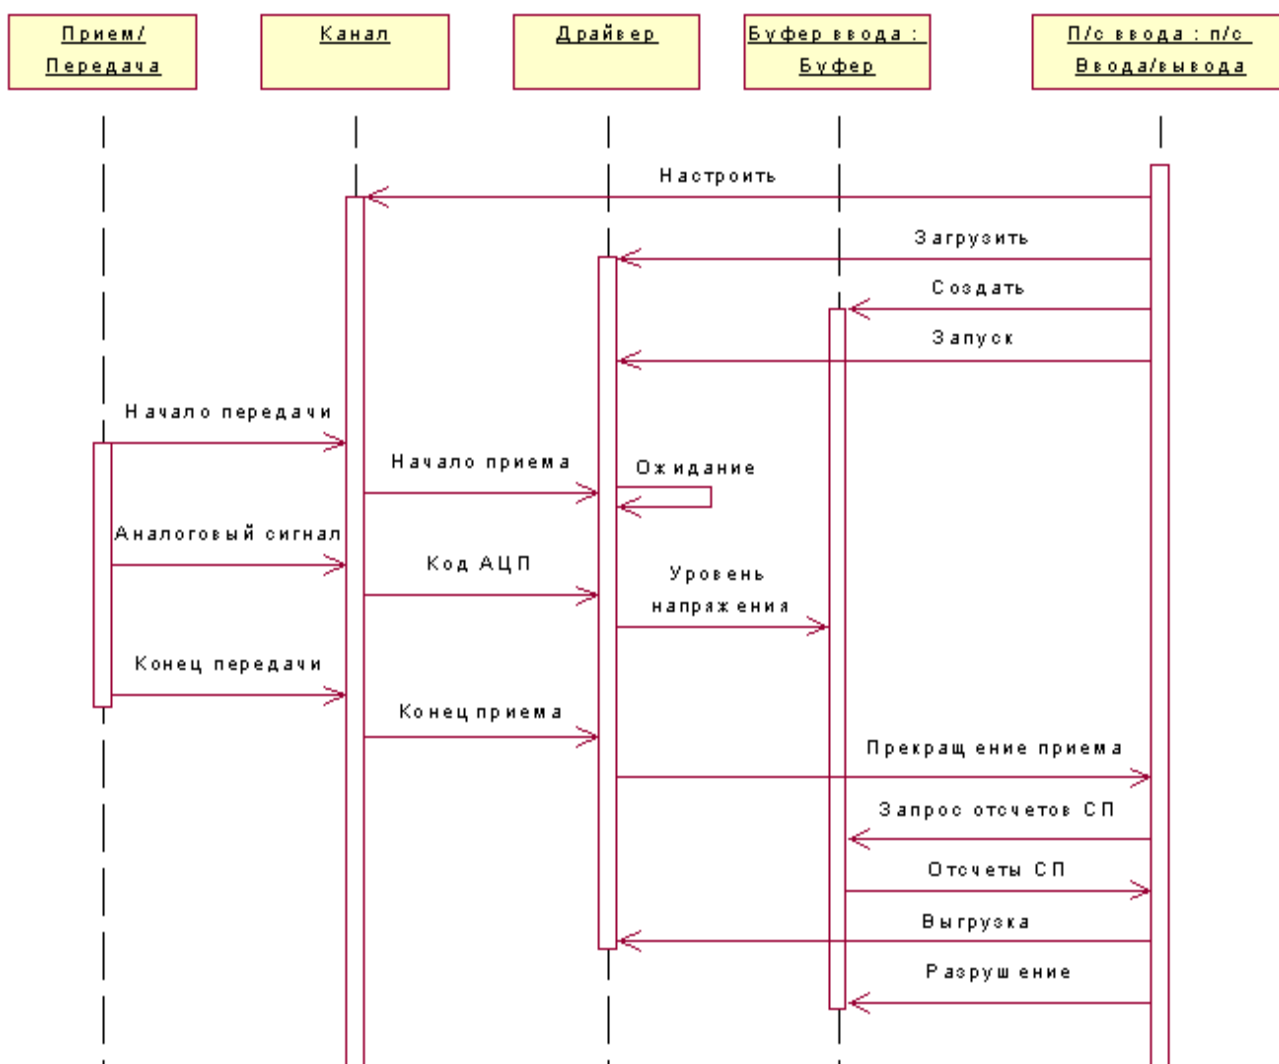 Прием/
Передача
Канал
Драйвер
Буфер ввода :
Буфер
П/с ввода : п/с
Ввода/вывода
Настроить
Загрузить
Создать
Запуск
Начало передачи
Начало приема
Ожидание
Аналоговый сигнал
Код АЦП
Уровень
напряжения
Конец передачи
Конец приема
Прекращение приема
Запрос отсчетов СП
Отсчеты СП
Выгрузка
Разрушение